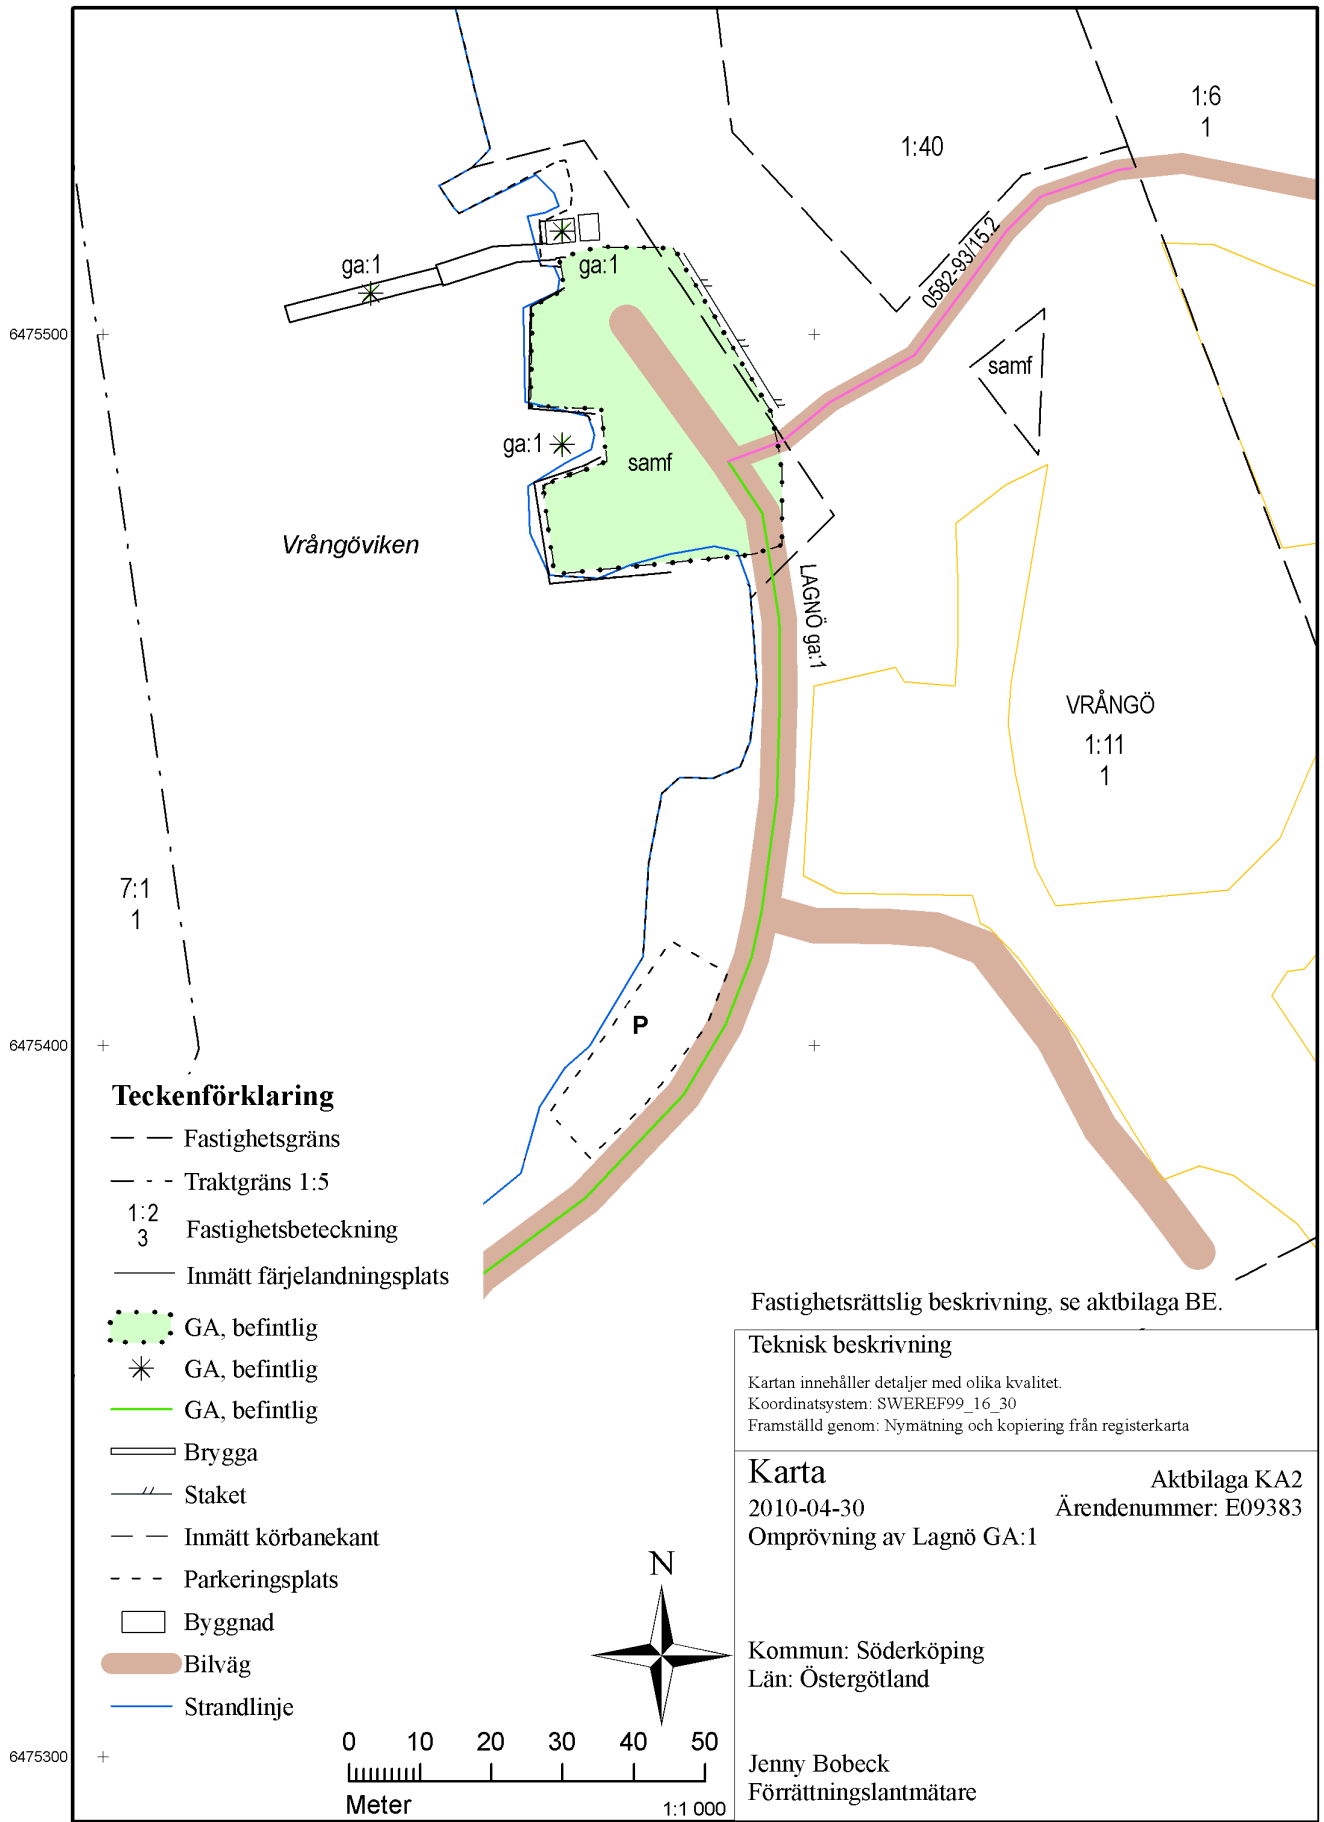 1:6
1
1:40
0582-93/15.2
ga:1
ga:1
6475500
samf
ga:1
samf
Vrångöviken
LAGNÖ ga:1
VRÅNGÖ
1:11
1
7:1
1
P
6475400
Teckenförklaring
Fastighetsgräns
Traktgräns 1:5
1:2
3
Fastighetsbeteckning
Inmätt färjelandningsplats
GA, befintlig
GA, befintlig
GA, befintlig
Brygga
Staket
Inmätt körbanekant
Parkeringsplats
Byggnad
Bilväg
Strandlinje
Fastighetsrättslig beskrivning, se aktbilaga BE.
Teknisk beskrivning
Kartan innehåller detaljer med olika kvalitet.
Koordinatsystem: SWEREF99_16_30
Framställd genom: Nymätning och kopiering från registerkarta
Karta
Aktbilaga KA2
2010-04-30
Ärendenummer: E09383
Omprövning av Lagnö GA:1
N
Kommun: Söderköping
Län: Östergötland
Jenny Bobeck
Förrättningslantmätare
6475300
0 10 20 30 40 50
Meter
1:1 000